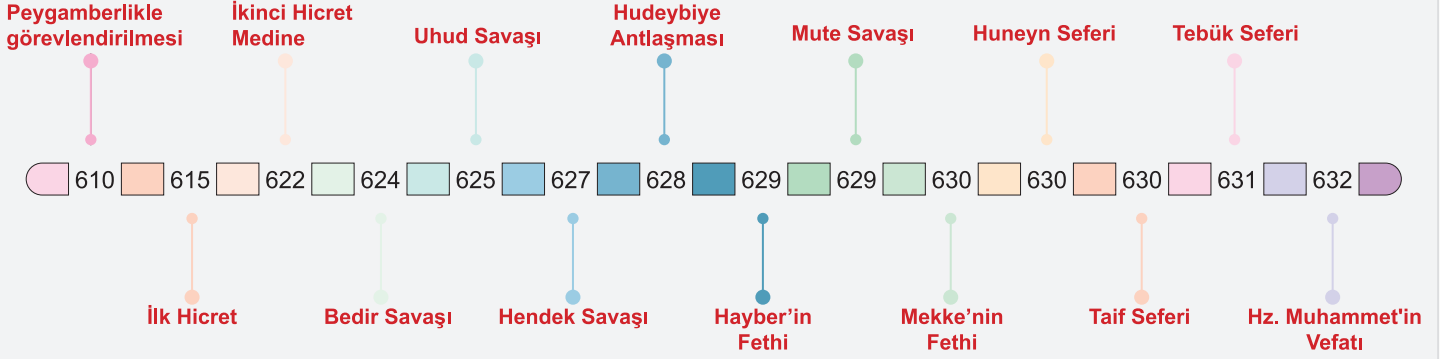 Peygamberlikle
görevlendirilmesi
İkinci Hicret
Medine
Uhud Savaşı
Hudeybiye
Antlaşması
Mute Savaşı
Huneyn Seferi
Tebük Seferi
610 615 622 624 625 627 628 629 629 630 630 630 631 632
İlk Hicret
Bedir Savaşı
Hendek Savaşı
Hayber’in
Fethi
Mekke’nin
Fethi
Taif Seferi
Hz. Muhammet'in
Vefatı